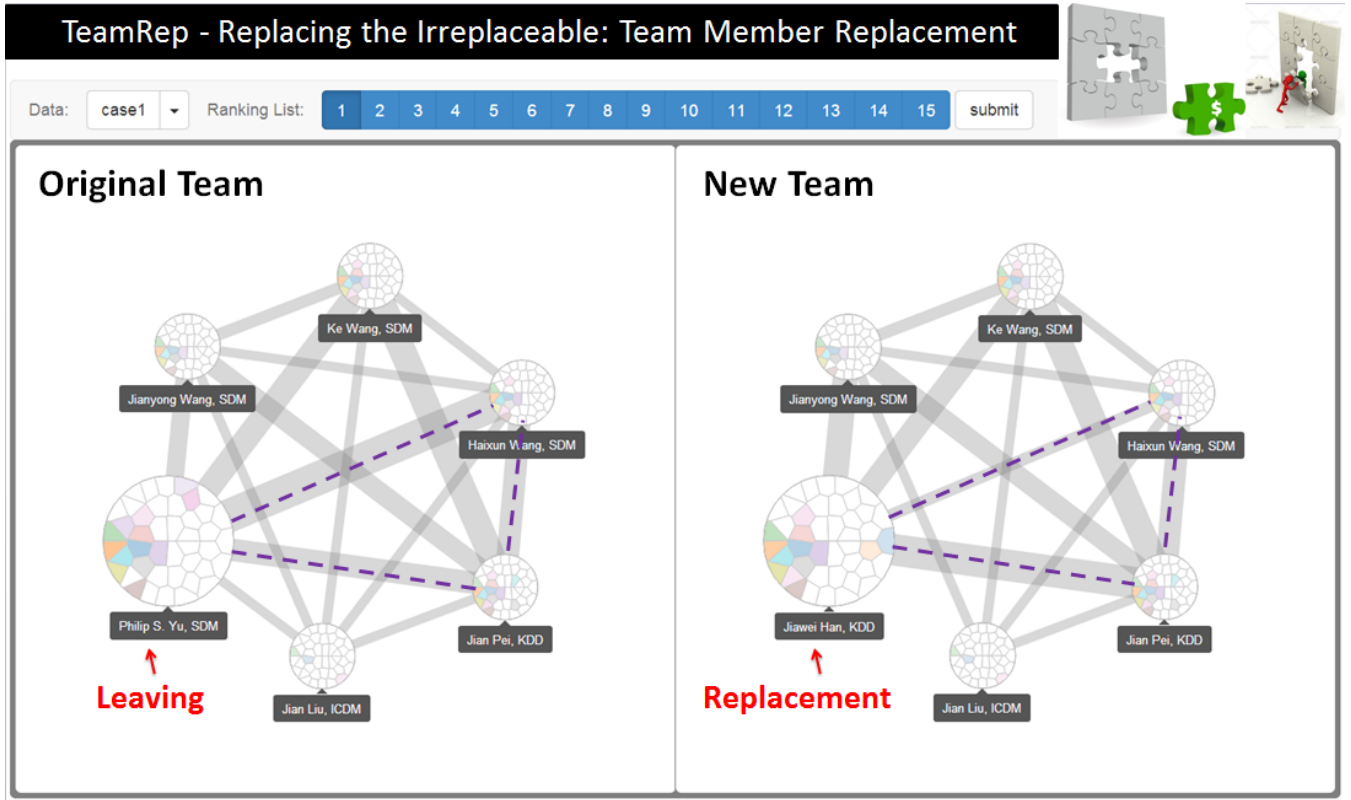 TeamRep - Replacing the Irreplaceable: Team Member Replacement
Data: case1 Ranking List: 1 2 3 4 5 6 7 8 9 10 11 12 13 14 15 submit
$
Original Team
Ke Wang, SDM
Jianyong Wang, SDM
Haixun Wang, SDM
Philip S. Yu, SDM
Jian Pei, KDD
Leaving
Jian Liu, ICDM
New Team
Ke Wang, SDM
Jianyong Wang, SDM
Haixun Wang, SDM
Jiawei Han, KDD
Jian Pei, KDD
Replacement
Jian Liu, ICDM